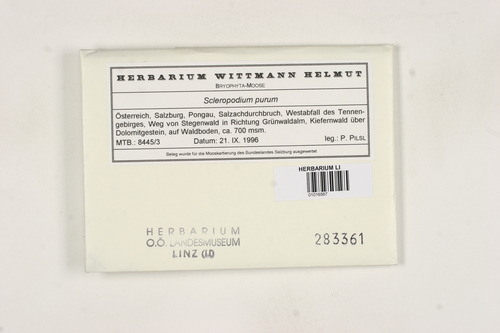 HERBARIUM WITTMANN HELMUT
BRYOPHYTA-MOOSE
Scleropodium purum
Österreich, Salzburg, Pongau, Salzachdurchbruch, Westabfall des Tennen-
gebirges, Weg von Stegenwald in Richtung Grünwaldalm, Kiefernwald über
Dolomitgestein, auf Waldboden, ca. 700 msm.
MTB.: 8445/3 Datum: 21. IX. 1996 leg.: P. PILSL
Beleg wurde für die Mooskartierung des Bundeslandes Salzburg ausgewertet
HERBARIUM LI
01016567
HERBARIUM
O.Ö. LANDESMUSEUM
LINZ (LI)
283361